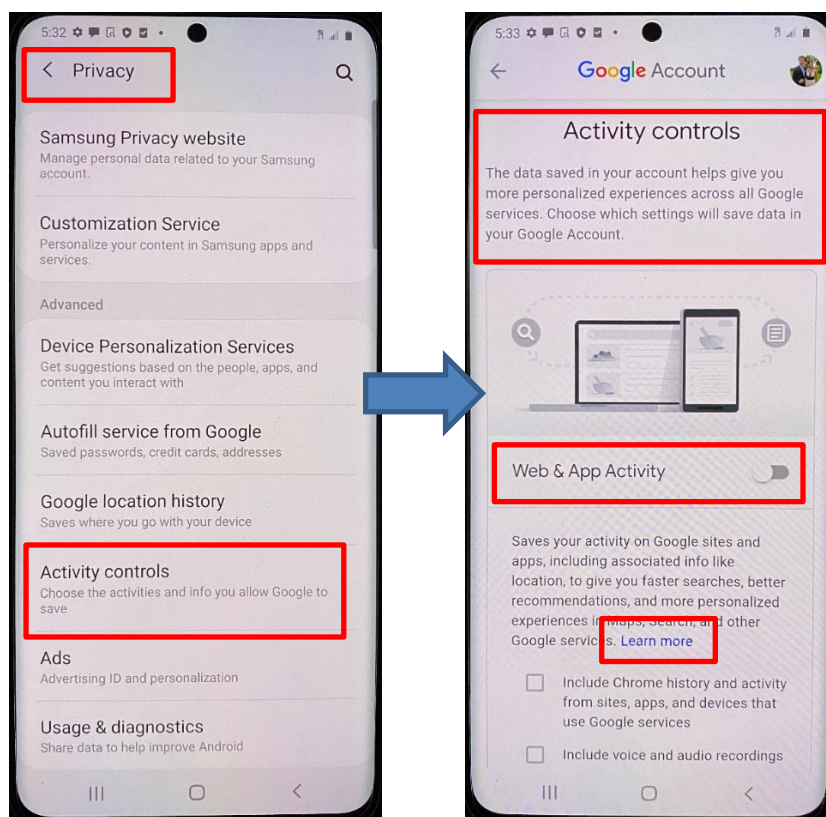 5:32
Privacy
Samsung Privacy website
Manage personal data related to your Samsung
account.
Customization Service
Personalize your content in Samsung apps and
services.
Advanced
Device Personalization Services
Get suggestions based on the people, apps, and
content you interact with
Autofill service from Google
Saved passwords, credit cards, addresses
Google location history
Saves where you go with your device
Activity controls
Choose the activities and info you allow Google to
save
Ads
Advertising ID and personalization
Usage & diagnostics
Share data to help improve Android
5:33
Google Account
Activity controls
The data saved in your account helps give you
more personalized experiences across all Google
services. Choose which settings will save data in
your Google Account.
Web & App Activity
Saves your activity on Google sites and
apps, including associated info like
location, to give you faster searches, better
recommendations, and more personalized
experiences in Maps, Search, and other
Google services. Learn more
Include Chrome history and activity
from sites, apps, and devices that
use Google services
Include voice and audio recordings